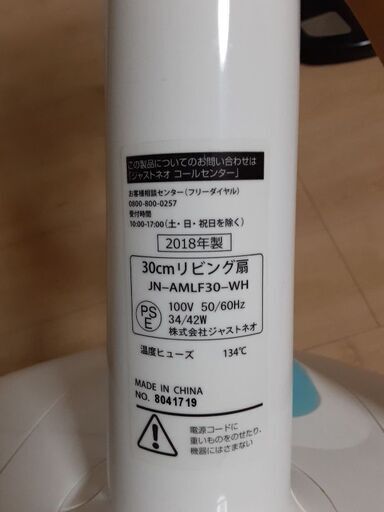 この製品についてのお問い合わせは
「ジャストネオ コールセンター」
お客様相談センター(フリーダイヤル)
0800-800-0257
受付時間
10:00-17:00(土・日・祝日を除く)
2018年製
30cmリビング扇
JN-AMLF30-WH
PSE
100V 50/60Hz
34/42W
株式会社ジャストネオ
温度ヒューズ 134℃
MADE IN CHINA
NO. 8041719
電源コードに
重いものをのせたり、
機器にはさまない